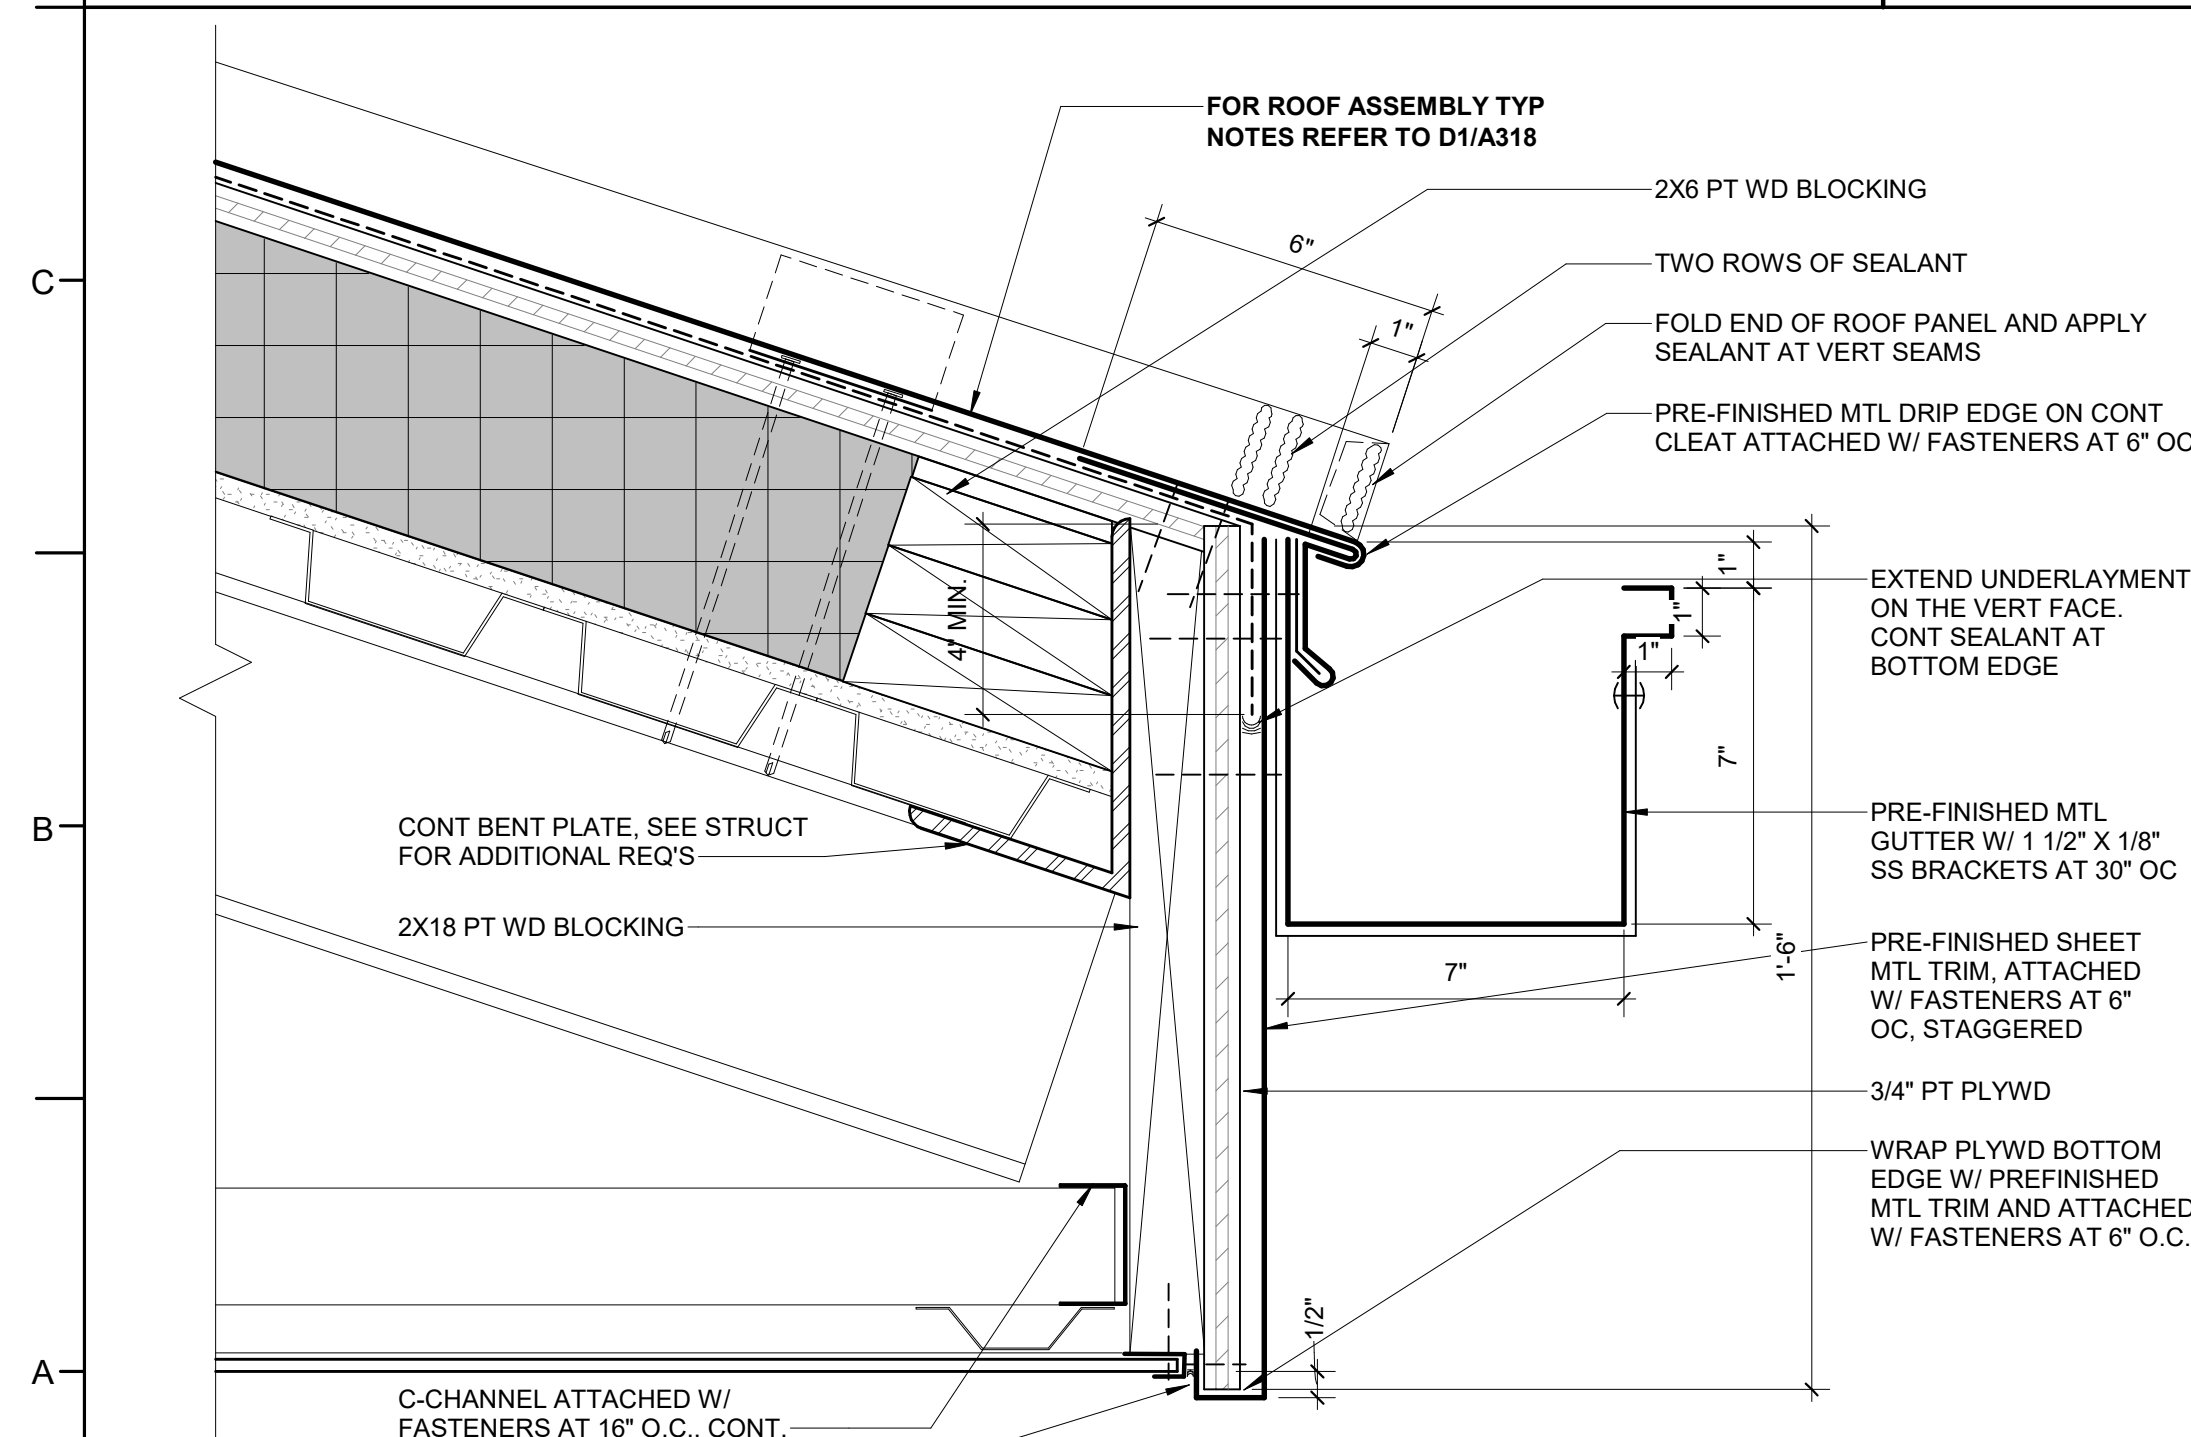 FOR ROOF ASSEMBLY TYP
NOTES REFER TO D1/A318
2X6 PT WD BLOCKING
6"
TWO ROWS OF SEALANT
C
1"
FOLD END OF ROOF PANEL AND APPLY
SEALANT AT VERT SEAMS
PRE-FINISHED MTL DRIP EDGE ON CONT
CLEAT ATTACHED W/ FASTENERS AT 6" OC
1"
EXTEND UNDERLAYMENT
ON THE VERT FACE.
CONT SEALANT AT
BOTTOM EDGE
4" MIN.
1"
1"
7"
B
CONT BENT PLATE, SEE STRUCT
FOR ADDITIONAL REQ'S
PRE-FINISHED MTL
GUTTER W/ 1 1/2" X 1/8"
SS BRACKETS AT 30" OC
2X18 PT WD BLOCKING
7"
1'-6"
PRE-FINISHED SHEET
MTL TRIM, ATTACHED
W/ FASTENERS AT 6"
OC, STAGGERED
3/4" PT PLYWD
WRAP PLYWD BOTTOM
EDGE W/ PREFINISHED
MTL TRIM AND ATTACHED
W/ FASTENERS AT 6" O.C.
1/2"
A
C-CHANNEL ATTACHED W/
FASTENERS AT 16" O.C., CONT.